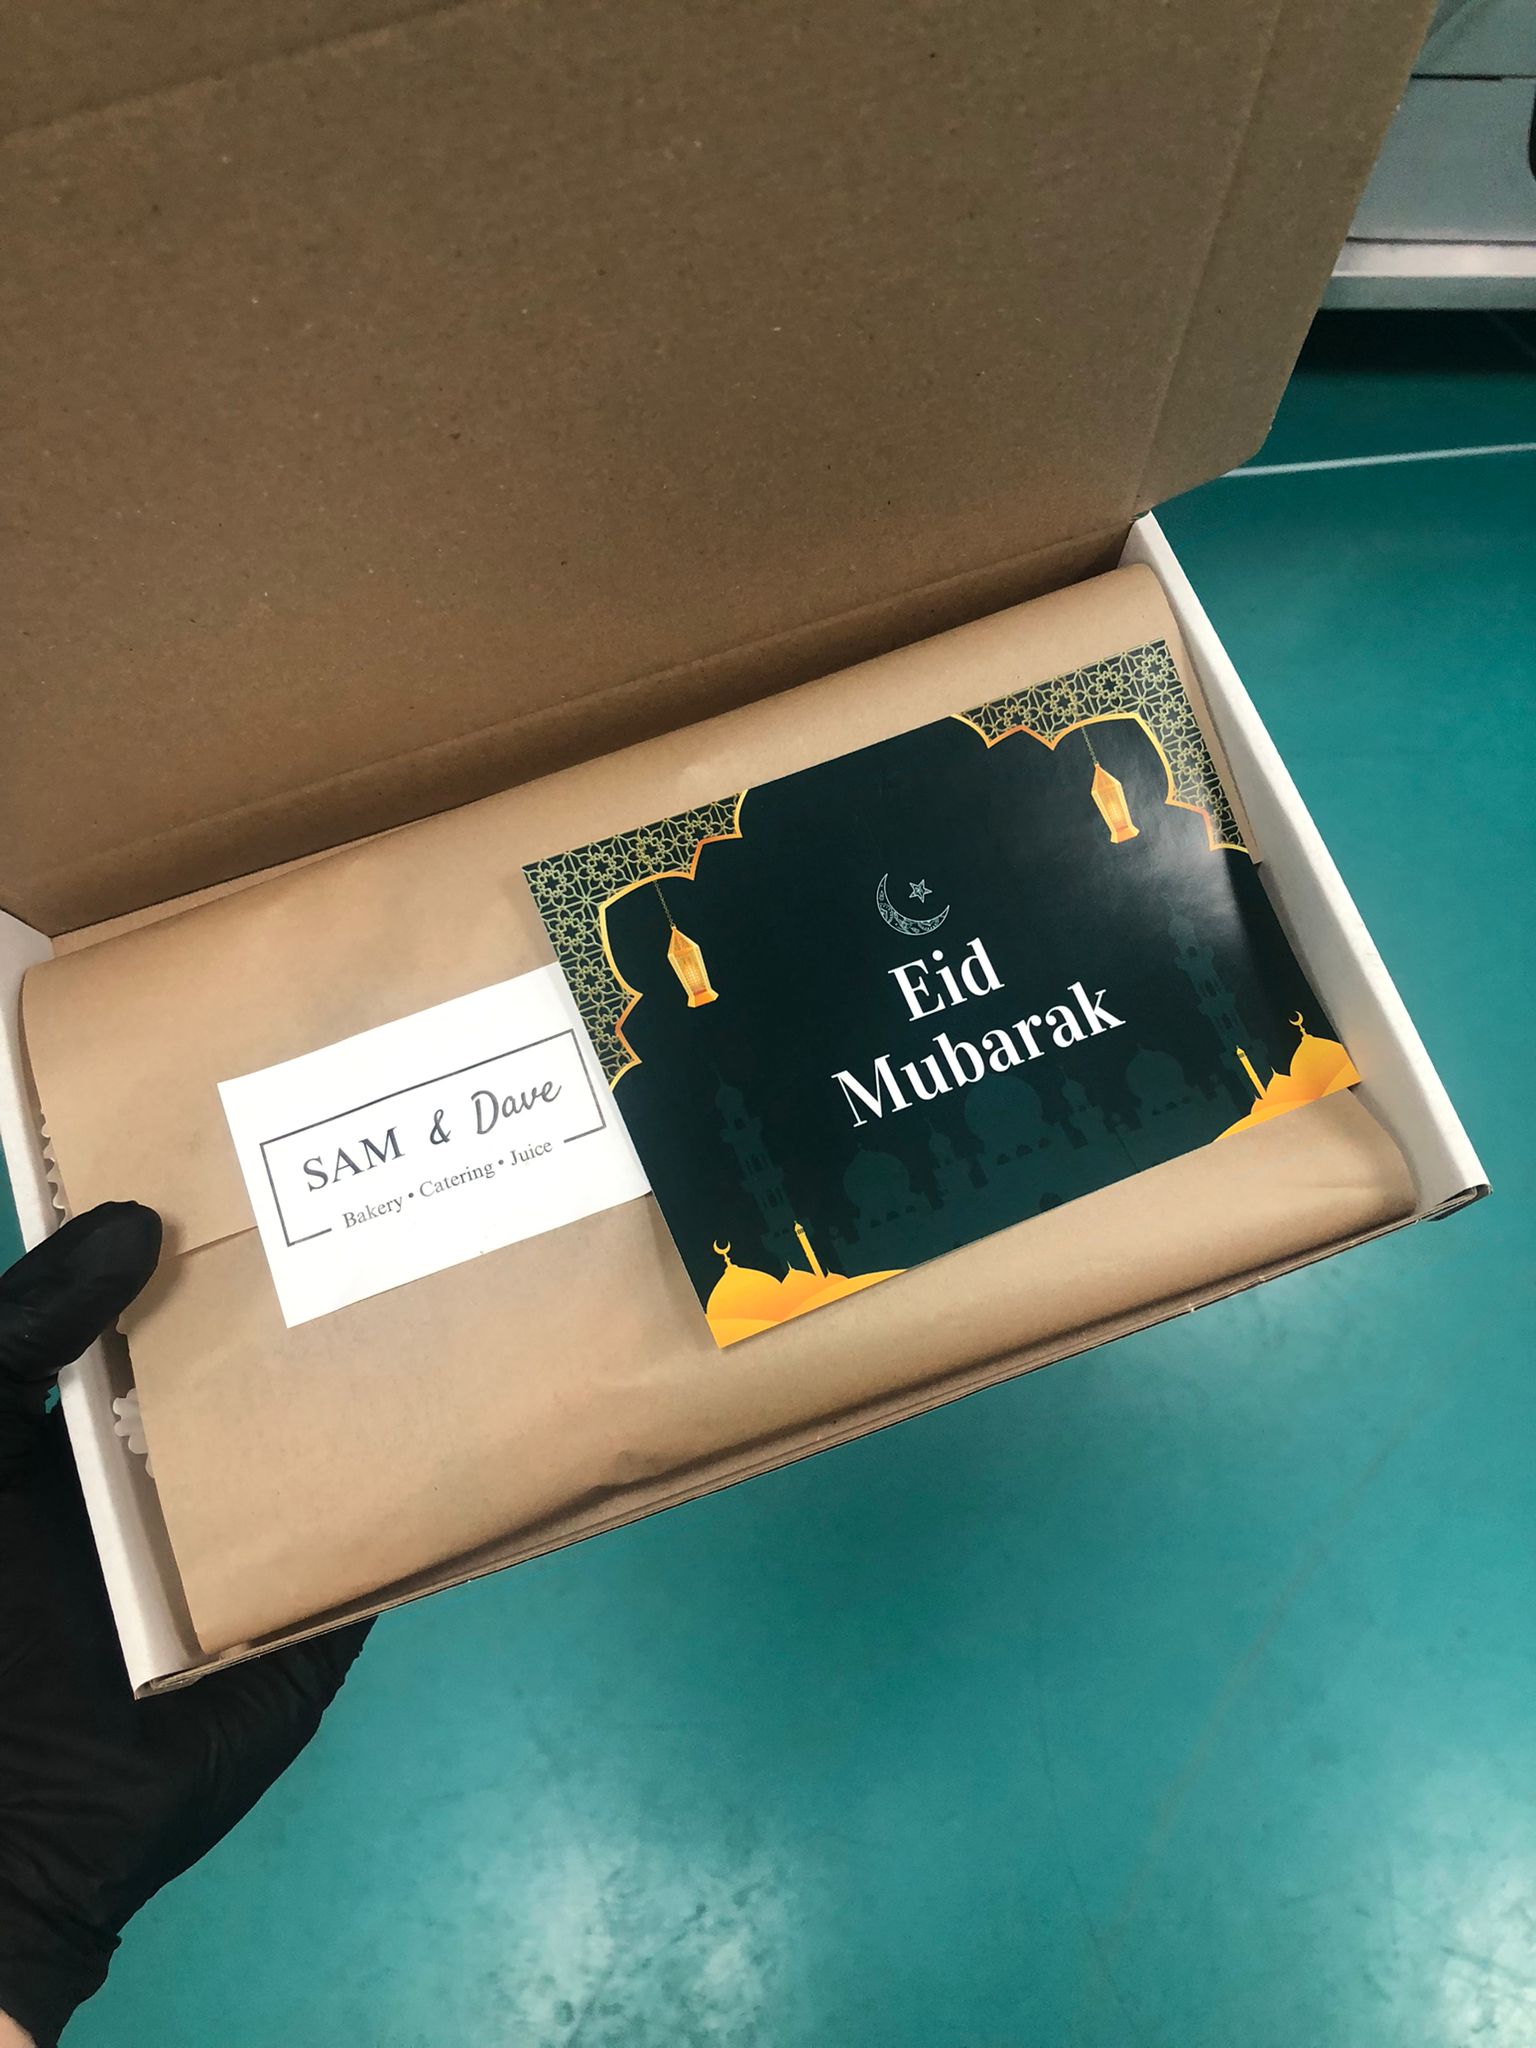 SAM & Dave
Bakery • Catering • Juice
Eid
Mubarak